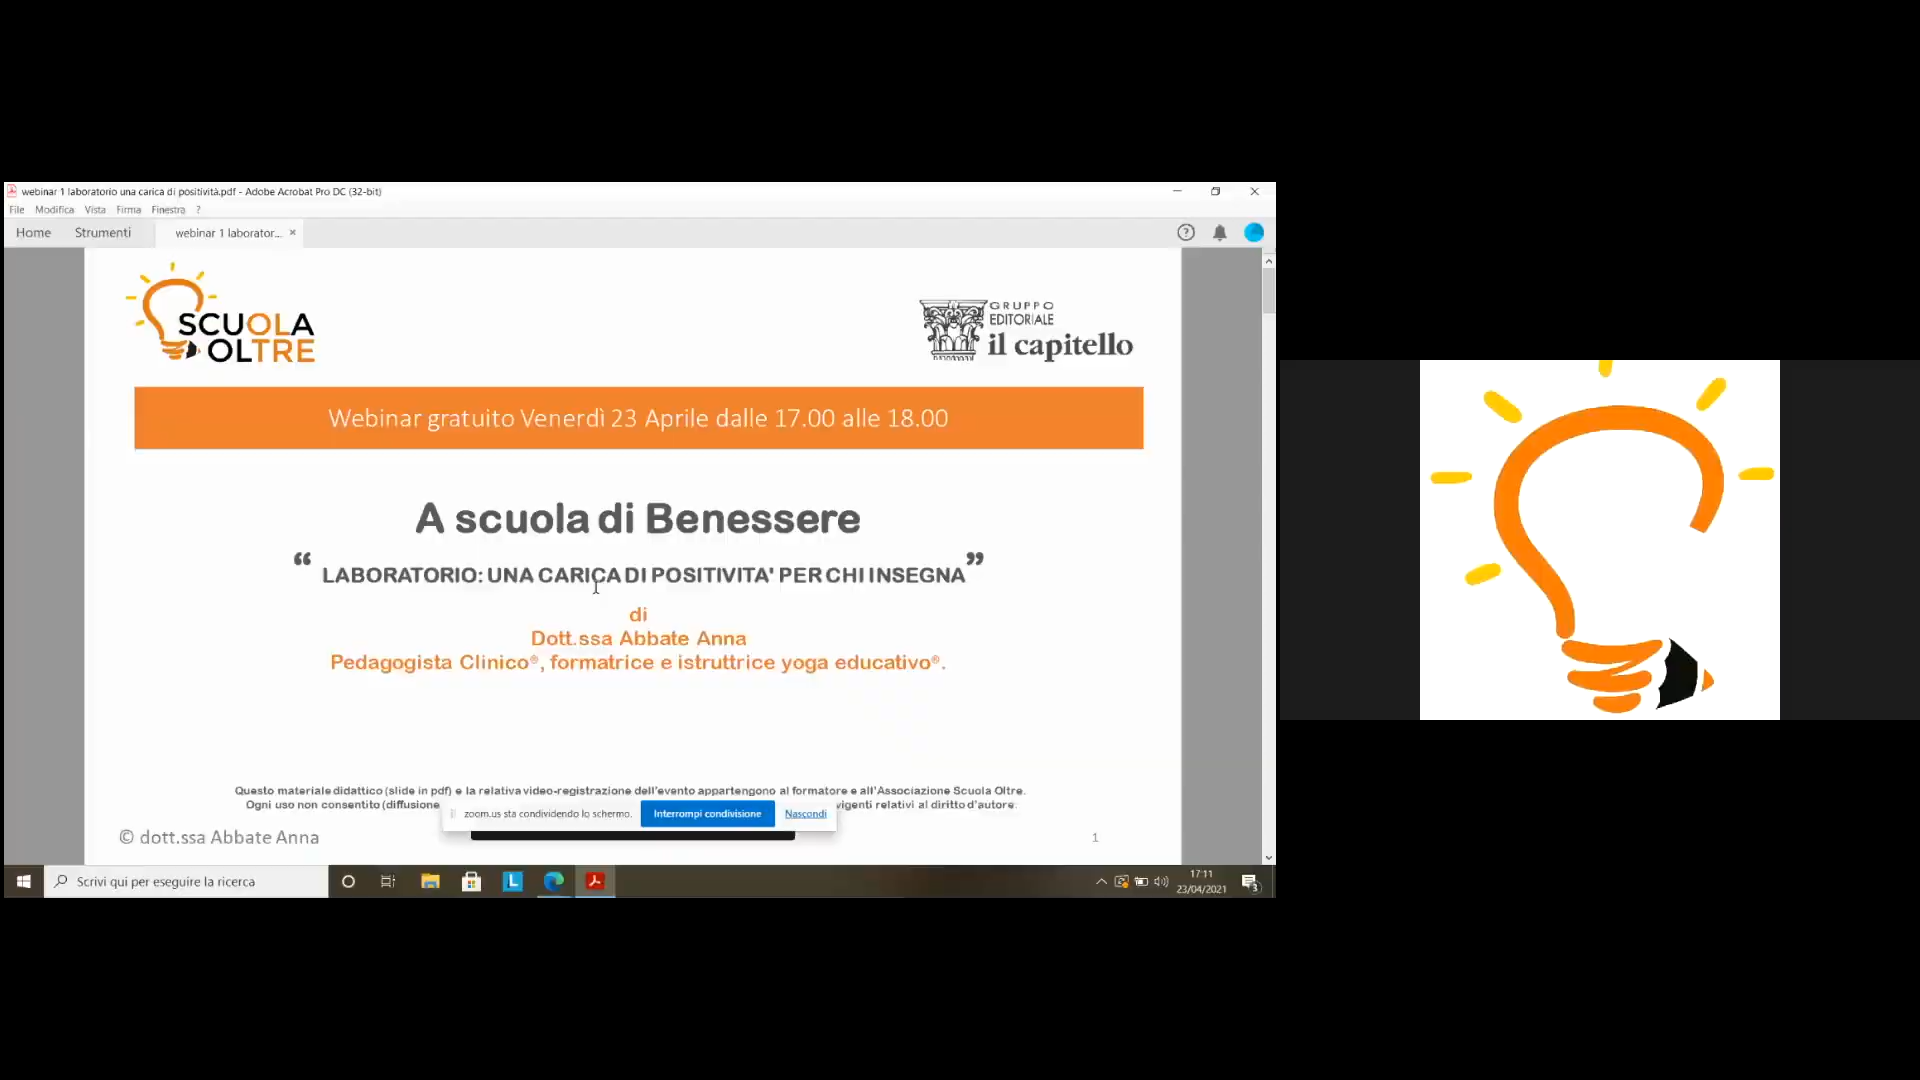 webinar 1 laboratorio una carica di positività.pdf - Adobe Acrobat Pro DC (32-bit)
File Modifica Vista Firma Finestra ?
Home Strumenti webinar 1 laborator... ×
SCUOLA
OLTRE
GRUPPO
EDITORIALE
il capitello
Webinar gratuito Venerdì 23 Aprile dalle 17.00 alle 18.00
A scuola di Benessere
“ LABORATORIO: UNA CARICA DI POSITIVITA' PER CHI INSEGNA”
di
Dott.ssa Abbate Anna
Pedagogista Clinico®, formatrice e istruttrice yoga educativo®.
Questo materiale didattico (slide in pdf) e la relativa video-registrazione dell’evento appartengono al formatore e all’Associazione Scuola Oltre.
Ogni uso non consentito (diffusione vigenti relativi al diritto d’autore.
zoom.us sta condividendo lo schermo. Interrompi condivisione Nascondi
© dott.ssa Abbate Anna 1
Scrivi qui per eseguire la ricerca
L
17:11
23/04/2021
3